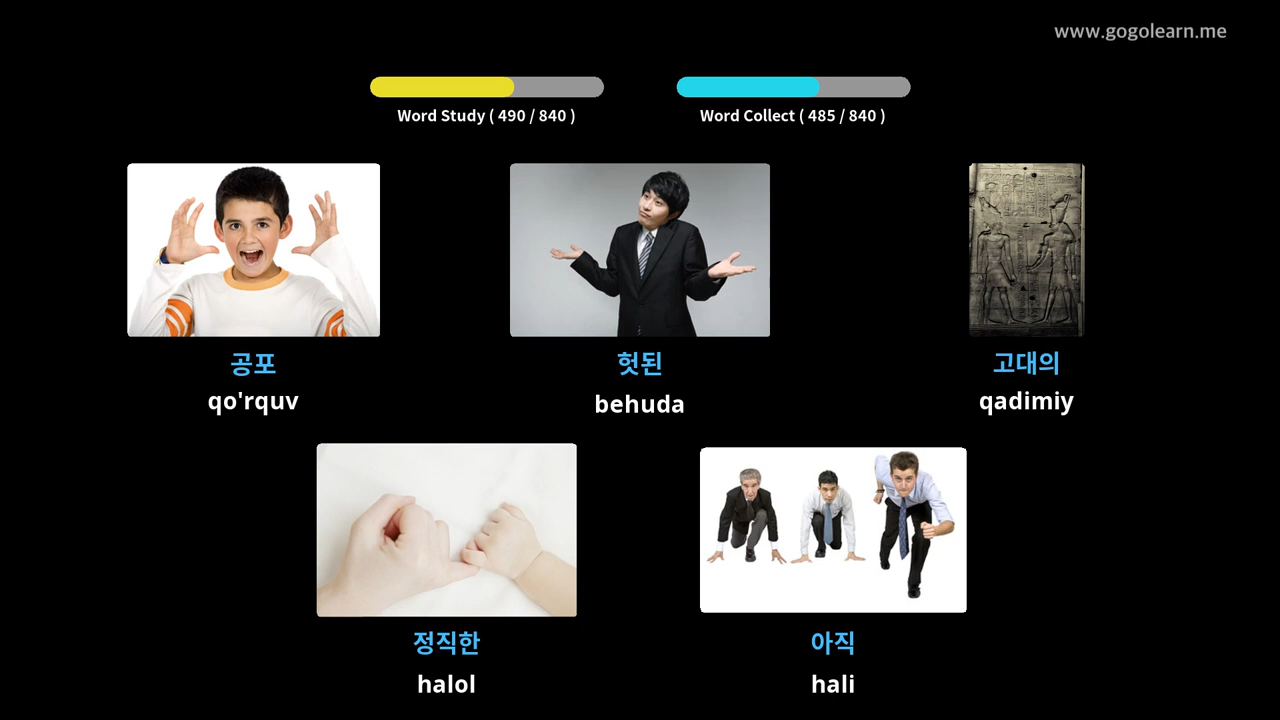 www.gogolearn.me
Word Study ( 490 / 840 )
Word Collect ( 485 / 840 )
공포
qo'rquv
헛된
behuda
고대의
qadimiy
정직한
halol
아직
hali